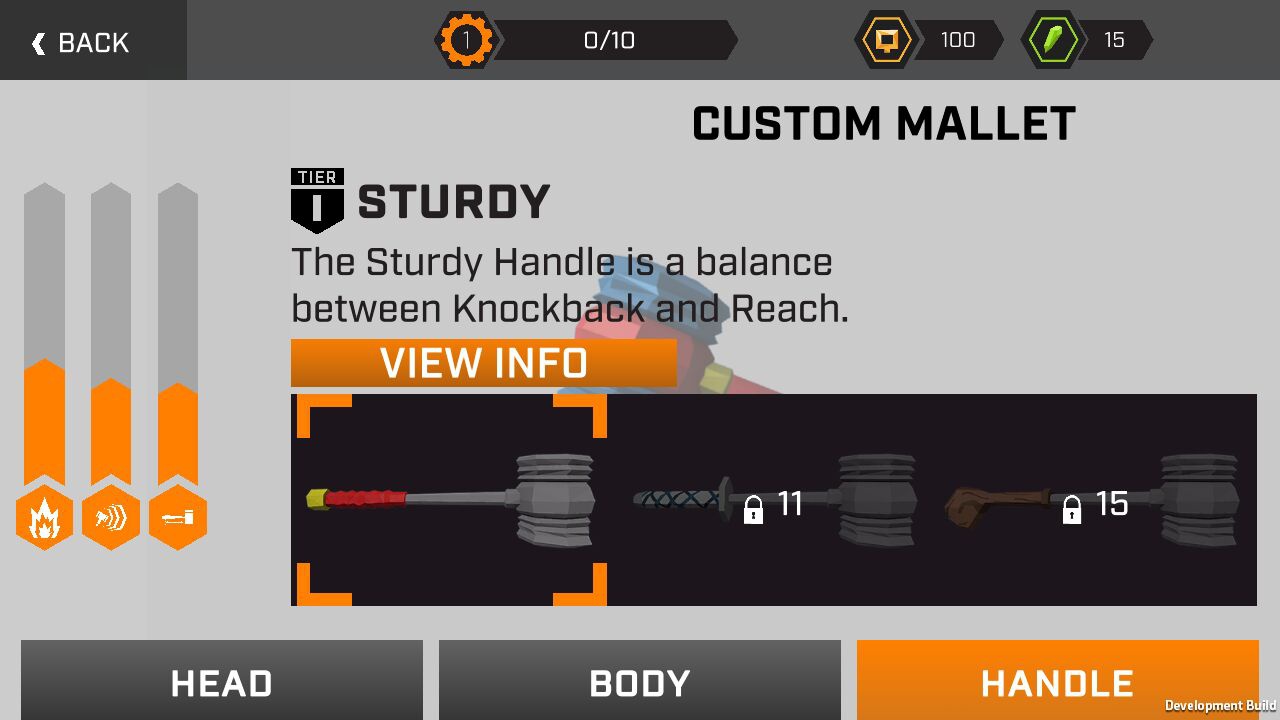 BACK
1
0/10
100
15
CUSTOM MALLET
TIER
I
STURDY
The Sturdy Handle is a balance
between Knockback and Reach.
VIEW INFO
11
15
HEAD
BODY
HANDLE
Development Build